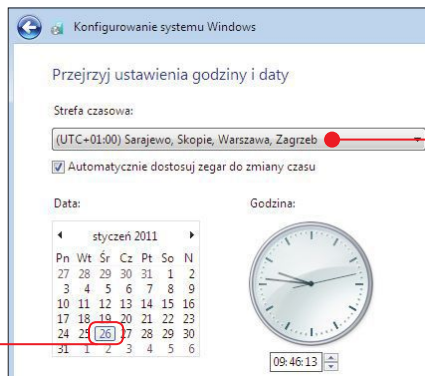 Konfigurowanie systemu Windows
Przejrzyj ustawienia godziny i daty
Strefa czasowa:
(UTC+01:00) Sarajewo, Skopie, Warszawa, Zagrzeb
Automatycznie dostosuj zegar do zmiany czasu
Data: Godzina:
styczeń 2011
Pn Wt Śr Cz Pt So N
27 28 29 30 31 1 2
3 4 5 6 7 8 9
10 11 12 13 14 15 16
17 18 19 20 21 22 23
24 25 26 27 28 29 30
31 1 2 3 4 5 6
09:46:13